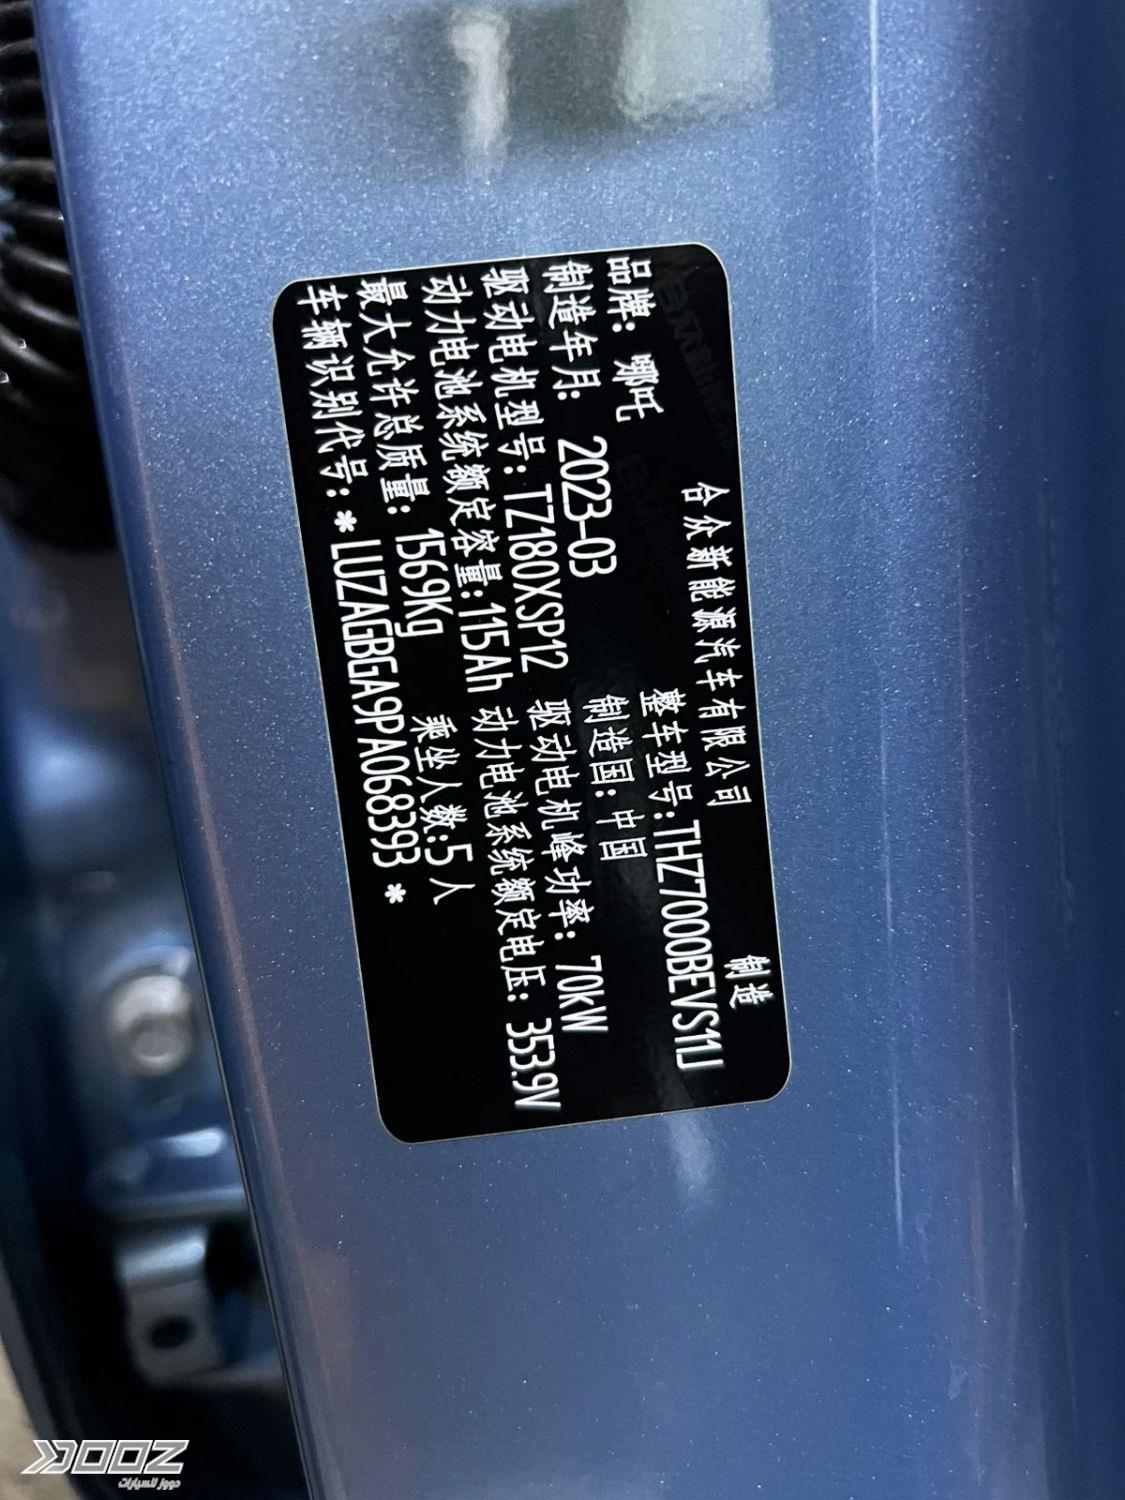 合众新能源汽车有限公司 制造
品牌: 哪吒 整车型号: THZ7000BEVS11J
制造年月: 2023-03 制造国: 中国
驱动电机型号: TZ180XSP12 驱动电机峰功率: 70kW
动力电池系统额定容量: 115Ah 动力电池系统额定电压: 353.9V
最大允许总质量: 1569Kg 乘坐人数: 5人
车辆识别代号: *LUZAGBGA9PA068393*
DOOZ
دووز للسيارات